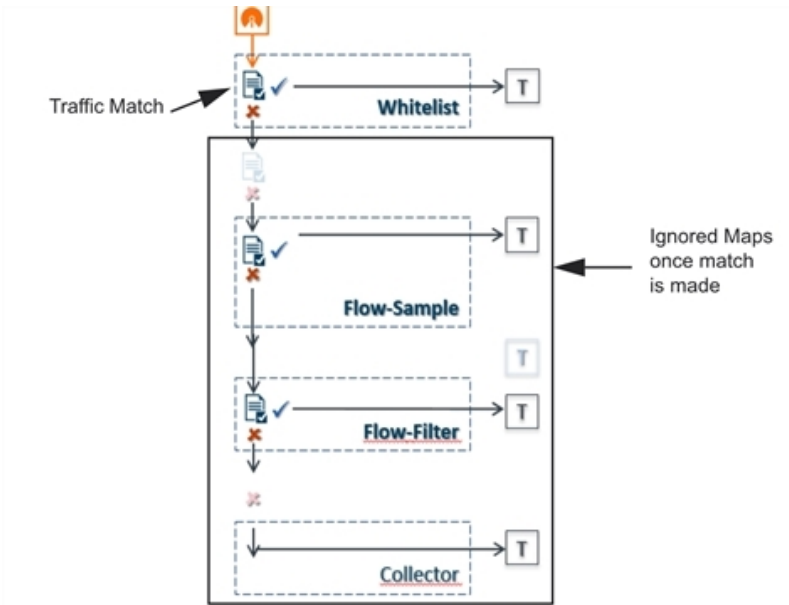 Traffic Match
T
Whitelist
T
Ignored Maps
once match
is made
Flow-Sample
T
T
Flow-Filter
T
Collector